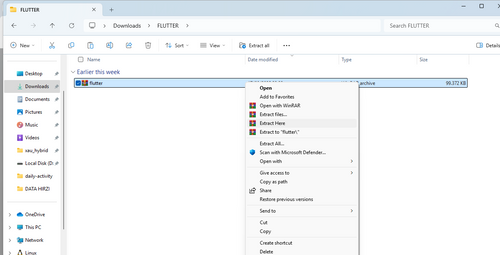 FLUTTER
Downloads
FLUTTER
Search FLUTTER
New
Sort
View
Extract all
Details
Name
Date modified
Type
Size
Earlier this week
flutter
archive
99.372 KB
Desktop
Downloads
Documents
Pictures
Music
Videos
xau_hybrid
Local Disk (D:
daily-activity
DATA HIRZI
OneDrive
This PC
Network
Linux
Open
Add to Favorites
Open with WinRAR
Extract files...
Extract Here
Extract to "flutter\"
Extract All...
Scan with Microsoft Defender...
Open with
Give access to
Copy as path
Share
Restore previous versions
Send to
Cut
Copy
Create shortcut
Delete